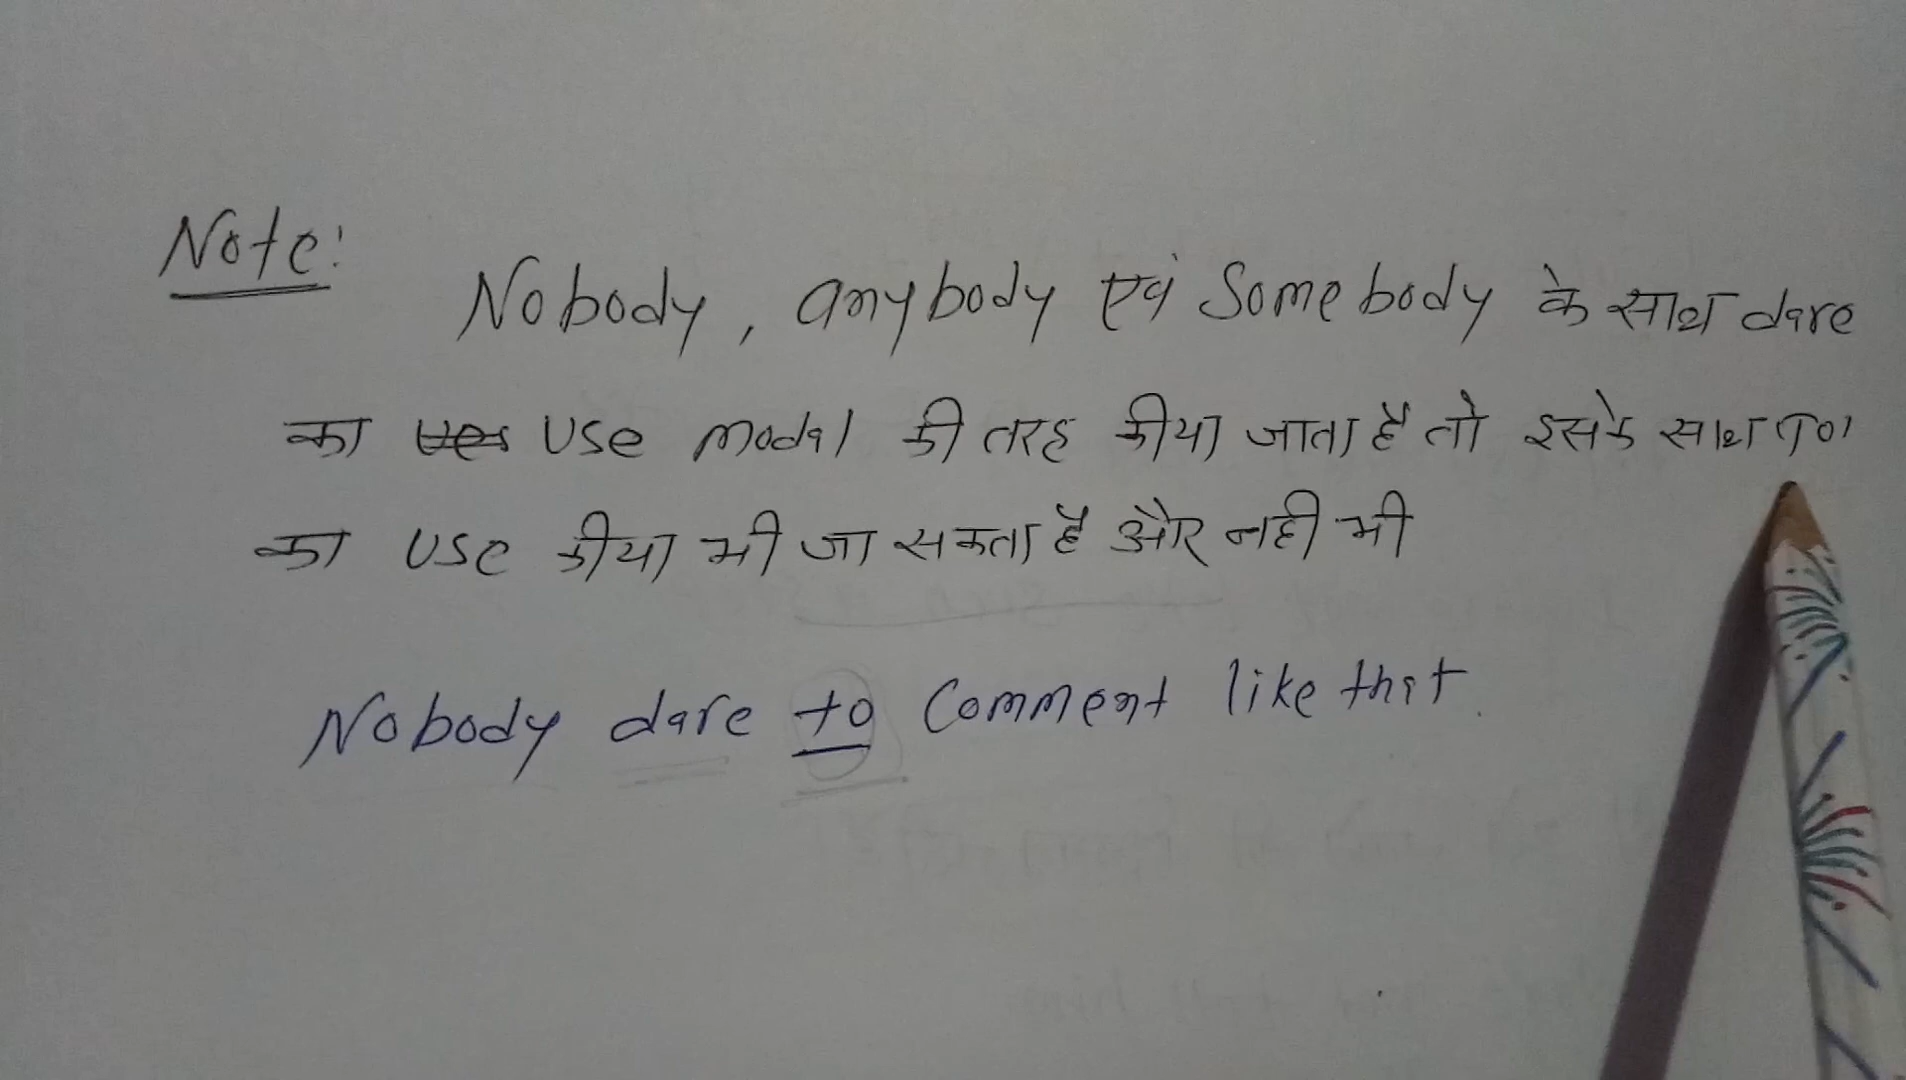 Note:
Nobody, anybody एवं Somebody के साथ dare
का use modal की तरह कीया जाता है तो इसके साथ To
का use कीया भी जा सकता है और नही भी
Nobody dare to Comment like that.